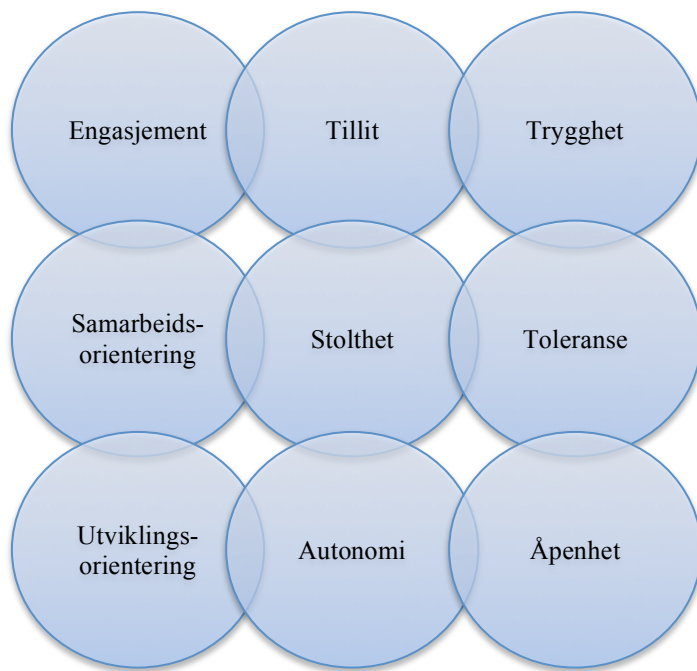 Engasjement
Tillit
Trygghet
Samarbeids-
orientering
Stolthet
Toleranse
Utviklings-
orientering
Autonomi
Åpenhet